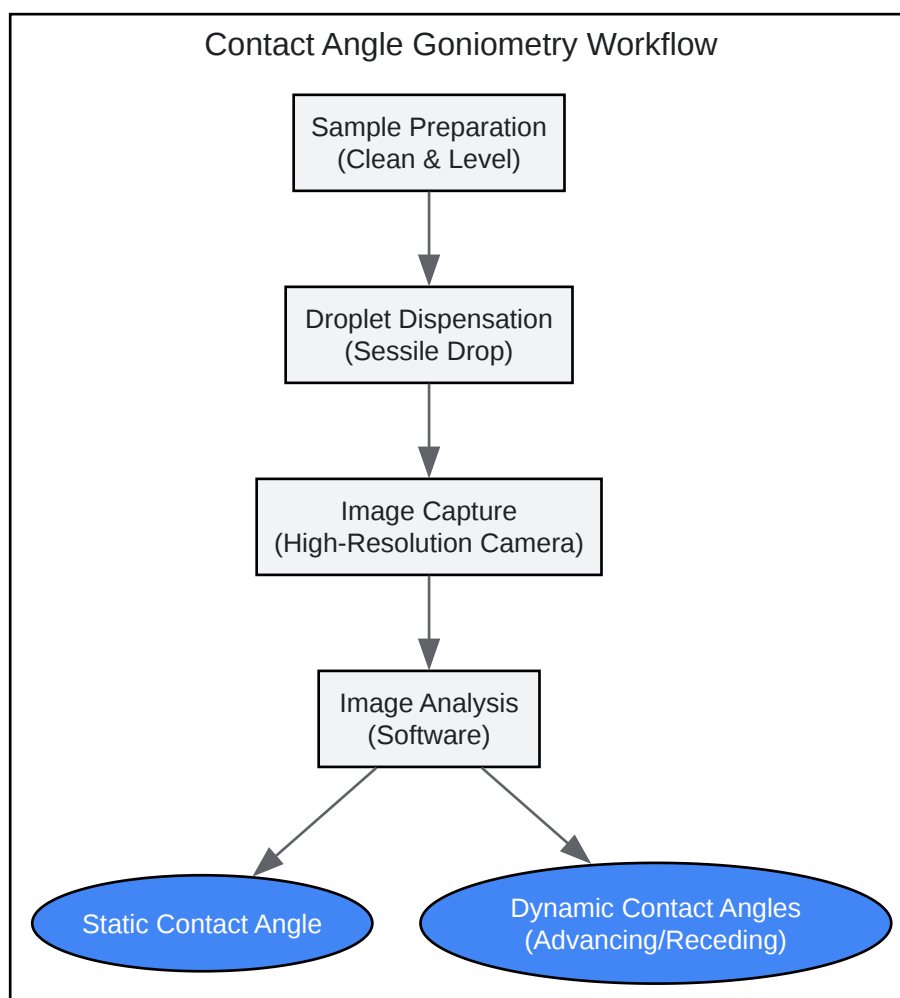 Contact Angle Goniometry Workflow
Sample Preparation
(Clean & Level)
Droplet Dispensation
(Sessile Drop)
Image Capture
(High-Resolution Camera)
Image Analysis
(Software)
Static Contact Angle
Dynamic Contact Angles
(Advancing/Receding)